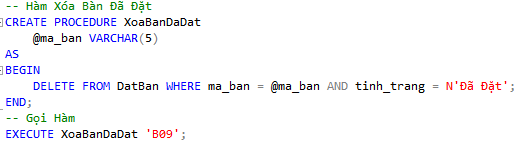 -- Hàm Xóa Bàn Đã Đặt
CREATE PROCEDURE XoaBanDaDat
@ma_ban VARCHAR(5)
AS
BEGIN
DELETE FROM DatBan WHERE ma_ban = @ma_ban AND tinh_trang = N'Đã Đặt';
END;
-- Gọi Hàm
EXECUTE XoaBanDaDat 'B09';